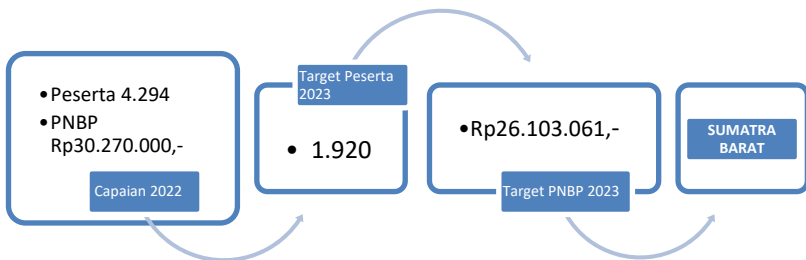 •Peserta 4.294
•PNBP
Rp30.270.000,-
Capaian 2022
Target Peserta
2023
• 1.920
•Rp26.103.061,-
Target PNBP 2023
SUMATRA
BARAT